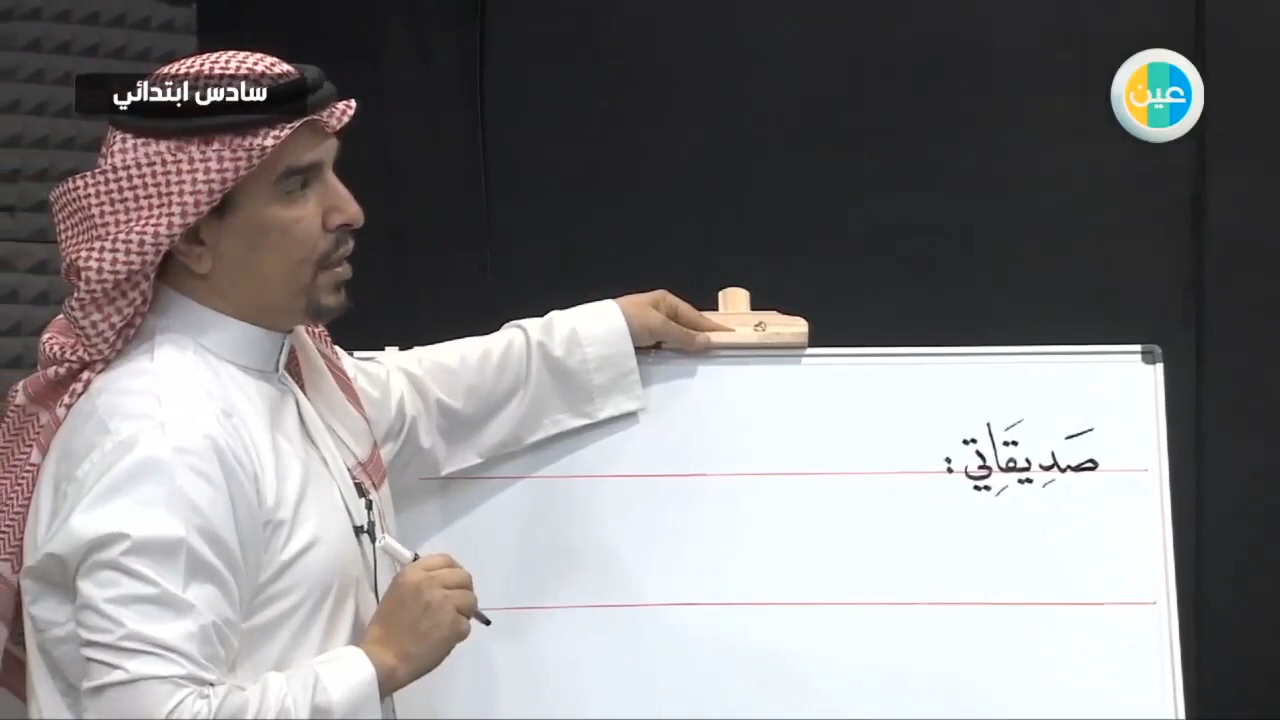 سادس ابتدائي
عين
صَدِيقَاتِي :